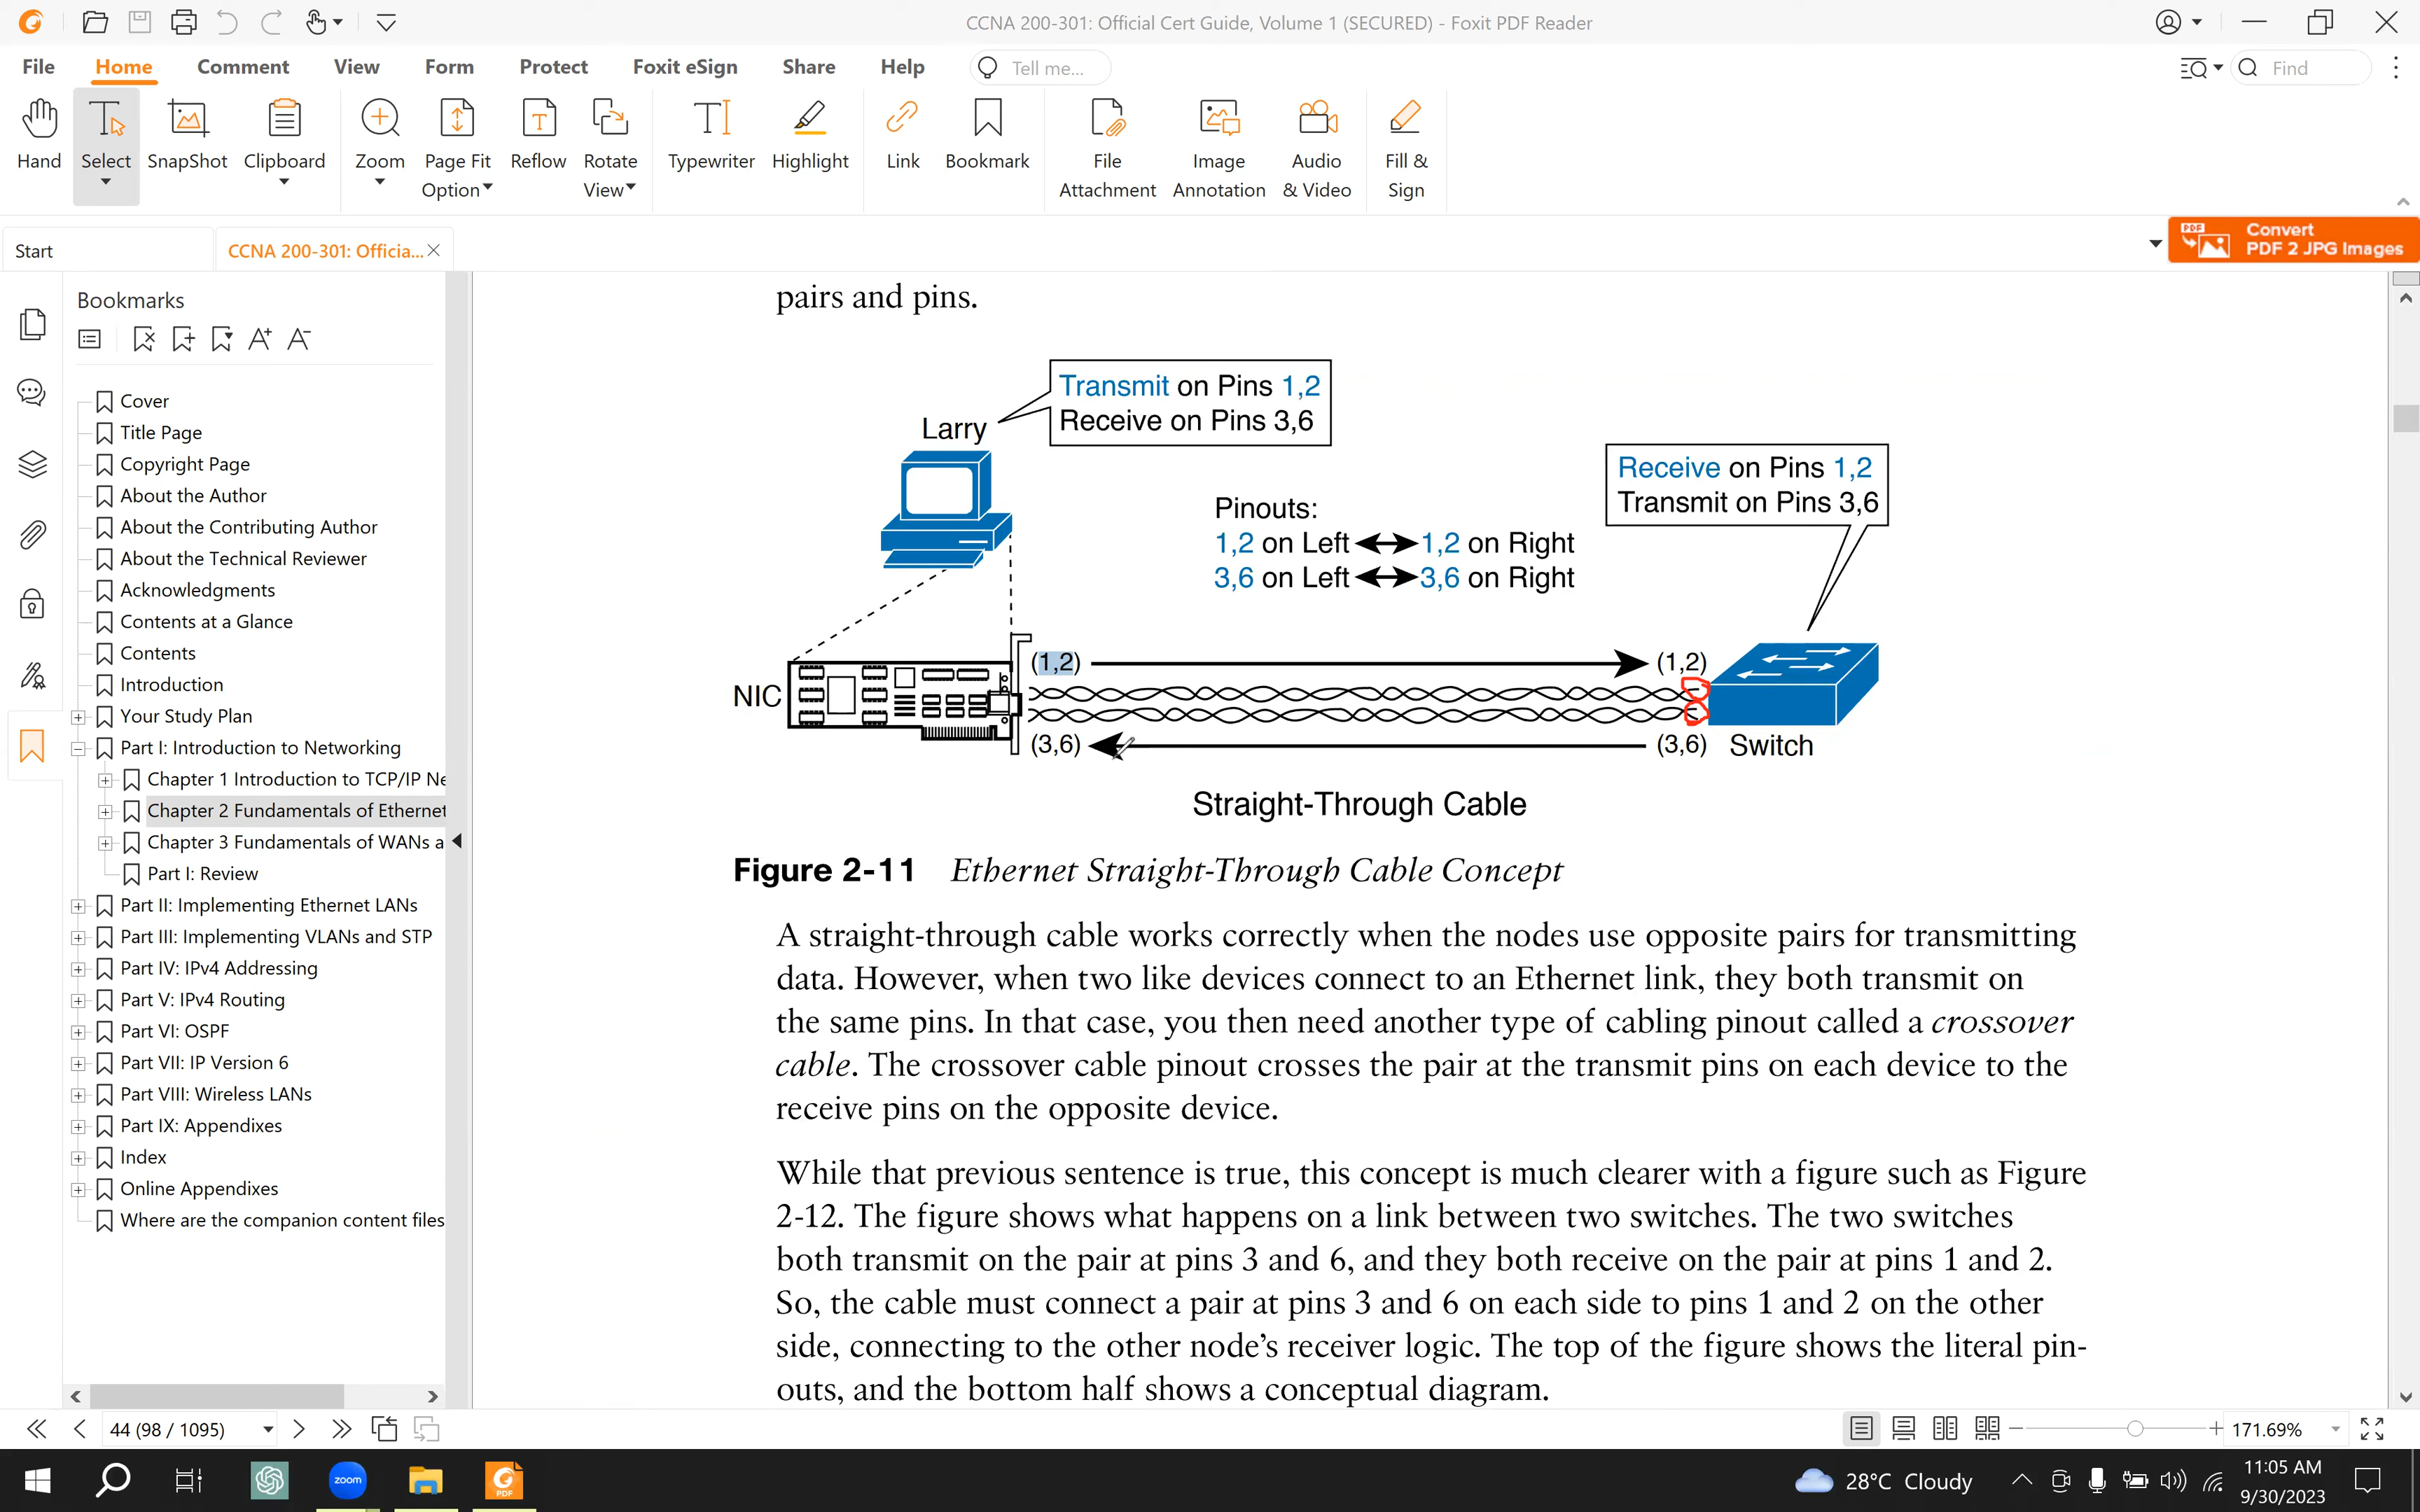 CCNA 200-301: Official Cert Guide, Volume 1 (SECURED) - Foxit PDF Reader
File Home Comment View Form Protect Foxit eSign Share Help Tell me... Find
Hand Select SnapShot Clipboard Zoom Page Fit Option Reflow Rotate View Typewriter Highlight Link Bookmark File Attachment Image Annotation Audio & Video Fill & Sign
Start CCNA 200-301: Officia...
PDF Convert
PDF 2 JPG Images
Bookmarks
Cover
Title Page
Copyright Page
About the Author
About the Contributing Author
About the Technical Reviewer
Acknowledgments
Contents at a Glance
Contents
Introduction
Your Study Plan
Part I: Introduction to Networking
Chapter 1 Introduction to TCP/IP Ne
Chapter 2 Fundamentals of Ethernet
Chapter 3 Fundamentals of WANs a
Part I: Review
Part II: Implementing Ethernet LANs
Part III: Implementing VLANs and STP
Part IV: IPv4 Addressing
Part V: IPv4 Routing
Part VI: OSPF
Part VII: IP Version 6
Part VIII: Wireless LANs
Part IX: Appendixes
Index
Online Appendixes
Where are the companion content files
pairs and pins.
Transmit on Pins 1,2
Receive on Pins 3,6
Larry
Receive on Pins 1,2
Transmit on Pins 3,6
Pinouts:
1,2 on Left 1,2 on Right
3,6 on Left 3,6 on Right
(1,2) (1,2)
NIC
(3,6) (3,6) Switch
Straight-Through Cable
Figure 2-11 Ethernet Straight-Through Cable Concept
A straight-through cable works correctly when the nodes use opposite pairs for transmitting
data. However, when two like devices connect to an Ethernet link, they both transmit on
the same pins. In that case, you then need another type of cabling pinout called a crossover
cable. The crossover cable pinout crosses the pair at the transmit pins on each device to the
receive pins on the opposite device.
While that previous sentence is true, this concept is much clearer with a figure such as Figure
2-12. The figure shows what happens on a link between two switches. The two switches
both transmit on the pair at pins 3 and 6, and they both receive on the pair at pins 1 and 2.
So, the cable must connect a pair at pins 3 and 6 on each side to pins 1 and 2 on the other
side, connecting to the other node's receiver logic. The top of the figure shows the literal pin-
outs, and the bottom half shows a conceptual diagram.
44 (98 / 1095) 171.69%
zoom PDF 28°C Cloudy 11:05 AM
9/30/2023